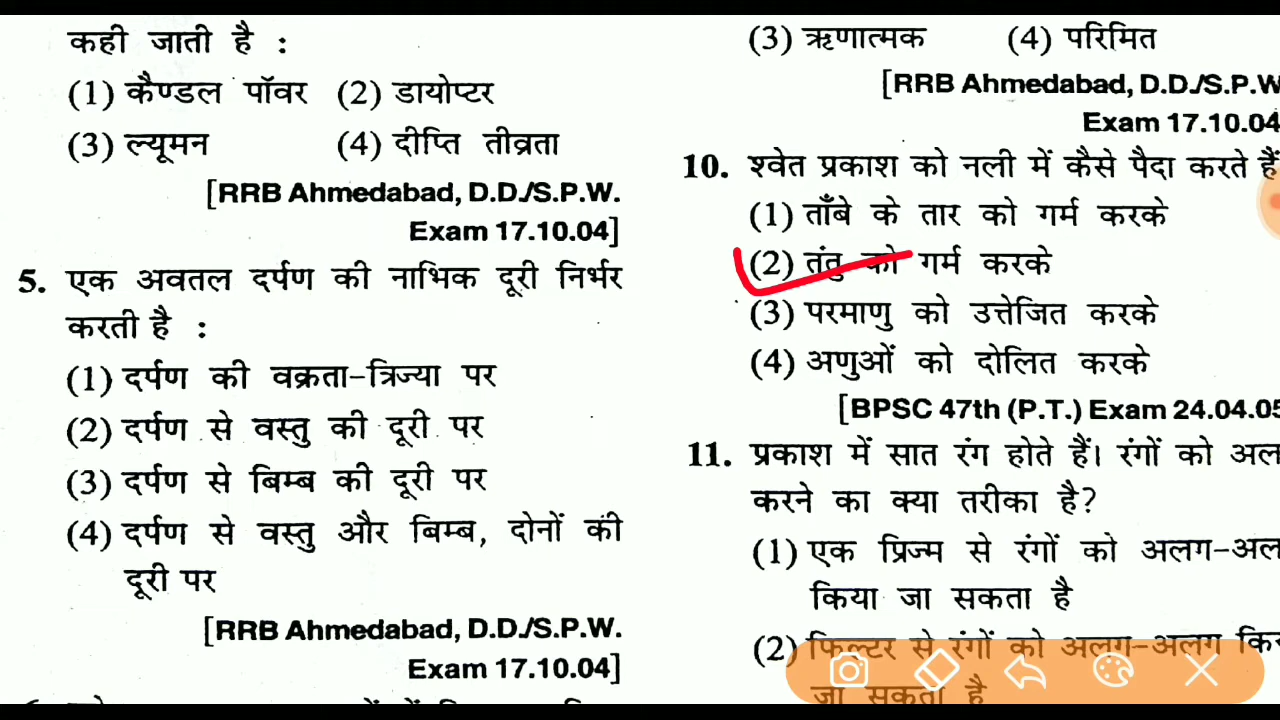 कही जाती है :
(1) कैण्डल पॉवर (2) डायोप्टर
(3) ल्यूमन (4) दीप्ति तीव्रता
[RRB Ahmedabad, D.D./S.P.W.
Exam 17.10.04]
5. एक अवतल दर्पण की नाभिक दूरी निर्भर
करती है :
(1) दर्पण की वक्रता-त्रिज्या पर
(2) दर्पण से वस्तु की दूरी पर
(3) दर्पण से बिम्ब की दूरी पर
(4) दर्पण से वस्तु और बिम्ब, दोनों की
दूरी पर
[RRB Ahmedabad, D.D./S.P.W.
Exam 17.10.04]
(3) ऋणात्मक (4) परिमित
[RRB Ahmedabad, D.D./S.P.W
Exam 17.10.04
10. श्वेत प्रकाश को नली में कैसे पैदा करते हैं
(1) ताँबे के तार को गर्म करके
(2) तंतु को गर्म करके
(3) परमाणु को उत्तेजित करके
(4) अणुओं को दोलित करके
[BPSC 47th (P.T.) Exam 24.04.05
11. प्रकाश में सात रंग होते हैं। रंगों को अल
करने का क्या तरीका है?
(1) एक प्रिज्म से रंगों को अलग-अल
किया जा सकता है
(2) फिल्टर से रंगों को अलग-अलग
जा सकता है